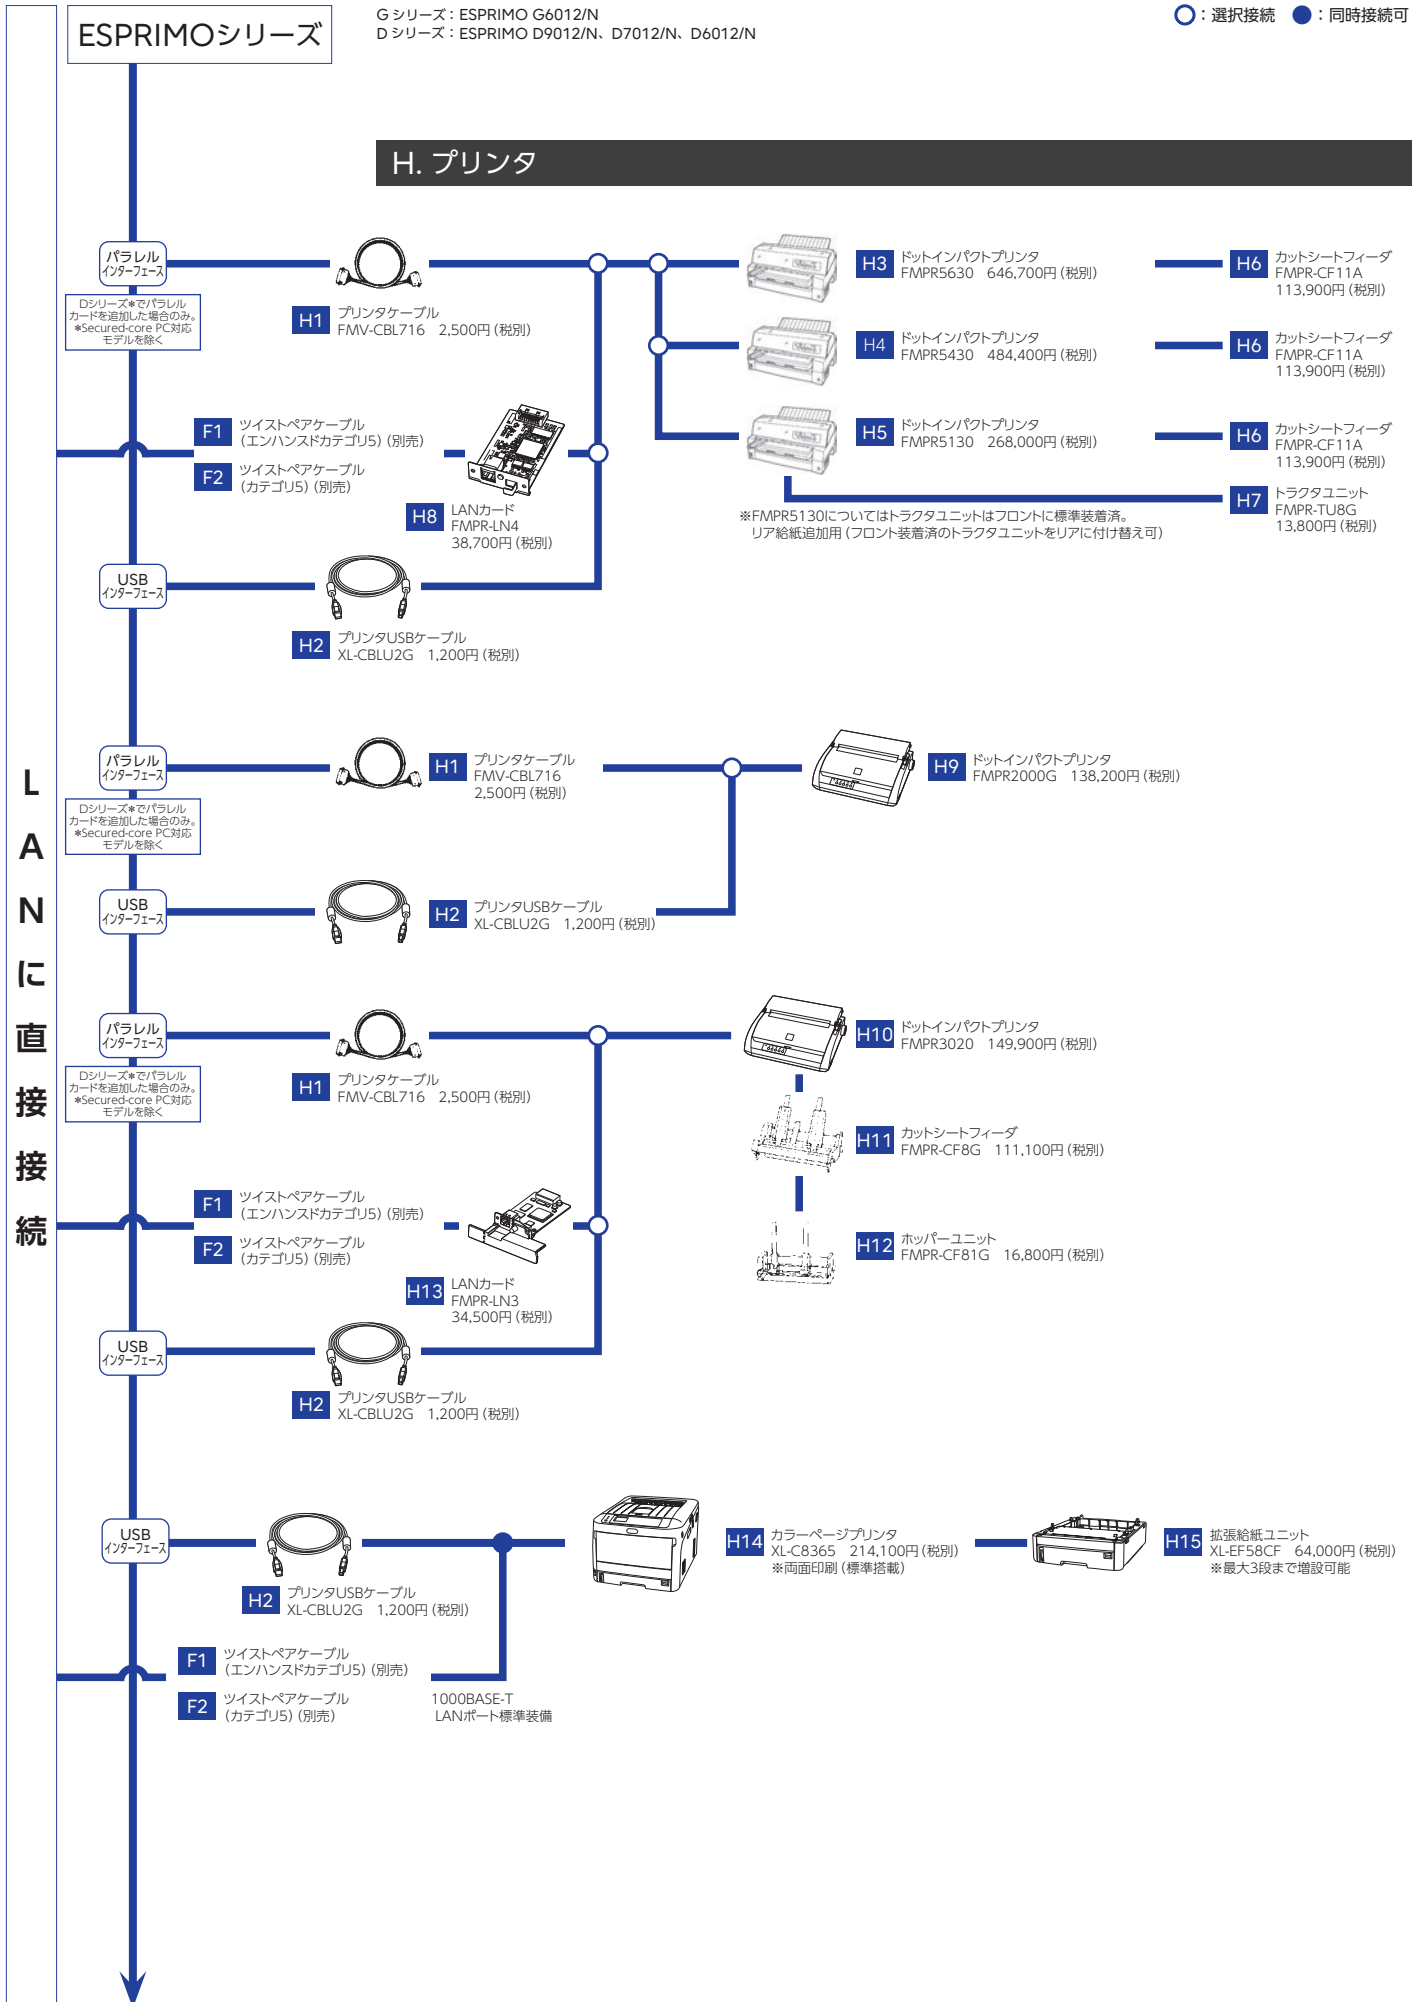 ESPRIMOシリーズ
G シリーズ：ESPRIMO G6012/N
D シリーズ：ESPRIMO D9012/N、D7012/N、D6012/N
：選択接続
：同時接続可
H. プリンタ
LANに直接接続
パラレル
インターフェース
Dシリーズ*でパラレル
カードを追加した場合のみ。
*Secured-core PC対応
モデルを除く
H1 プリンタケーブル
FMV-CBL716 2,500円（税別）
H3 ドットインパクトプリンタ
FMPR5630 646,700円（税別）
H6 カットシートフィーダ
FMPR-CF11A
113,900円（税別）
H4 ドットインパクトプリンタ
FMPR5430 484,400円（税別）
H6 カットシートフィーダ
FMPR-CF11A
113,900円（税別）
F1 ツイストペアケーブル
（エンハンスドカテゴリ5）（別売）
F2 ツイストペアケーブル
（カテゴリ5）（別売）
H8 LANカード
FMPR-LN4
38,700円（税別）
H5 ドットインパクトプリンタ
FMPR5130 268,000円（税別）
H6 カットシートフィーダ
FMPR-CF11A
113,900円（税別）
H7 トラクタユニット
FMPR-TU8G
13,800円（税別）
※FMPR5130についてはトラクタユニットはフロントに標準装着済。
リア給紙追加用（フロント装着済のトラクタユニットをリアに付け替え可）
USB
インターフェース
H2 プリンタUSBケーブル
XL-CBLU2G 1,200円（税別）
パラレル
インターフェース
Dシリーズ*でパラレル
カードを追加した場合のみ。
*Secured-core PC対応
モデルを除く
H1 プリンタケーブル
FMV-CBL716
2,500円（税別）
H9 ドットインパクトプリンタ
FMPR2000G 138,200円（税別）
USB
インターフェース
H2 プリンタUSBケーブル
XL-CBLU2G 1,200円（税別）
パラレル
インターフェース
Dシリーズ*でパラレル
カードを追加した場合のみ。
*Secured-core PC対応
モデルを除く
H1 プリンタケーブル
FMV-CBL716 2,500円（税別）
H10 ドットインパクトプリンタ
FMPR3020 149,900円（税別）
H11 カットシートフィーダ
FMPR-CF8G 111,100円（税別）
F1 ツイストペアケーブル
（エンハンスドカテゴリ5）（別売）
F2 ツイストペアケーブル
（カテゴリ5）（別売）
H13 LANカード
FMPR-LN3
34,500円（税別）
H12 ホッパーユニット
FMPR-CF81G 16,800円（税別）
USB
インターフェース
H2 プリンタUSBケーブル
XL-CBLU2G 1,200円（税別）
USB
インターフェース
H2 プリンタUSBケーブル
XL-CBLU2G 1,200円（税別）
H14 カラーページプリンタ
XL-C8365 214,100円（税別）
※両面印刷（標準搭載）
H15 拡張給紙ユニット
XL-EF58CF 64,000円（税別）
※最大3段まで増設可能
F1 ツイストペアケーブル
（エンハンスドカテゴリ5）（別売）
F2 ツイストペアケーブル
（カテゴリ5）（別売）
1000BASE-T
LANポート標準装備